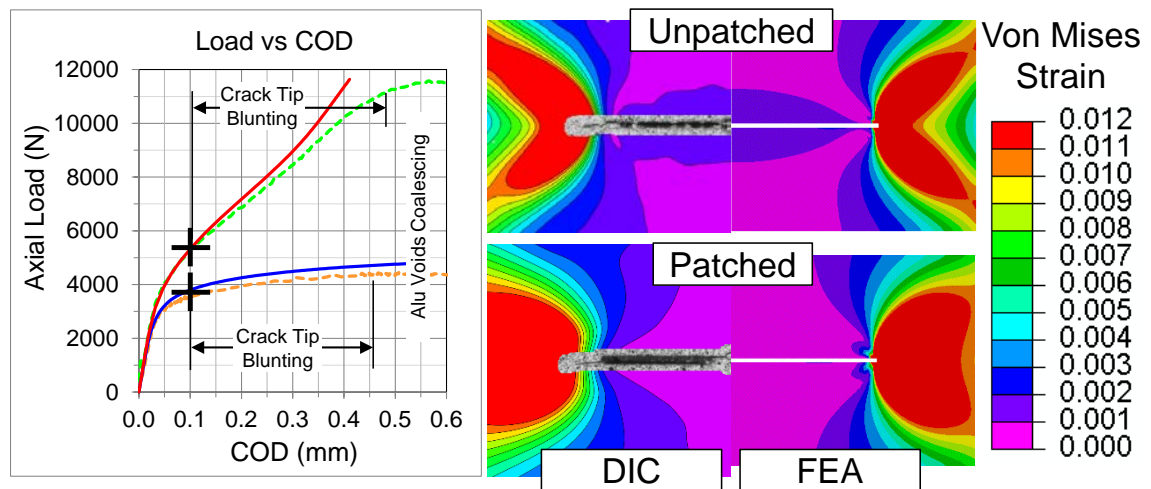 Load vs COD
12000
10000
8000
6000
4000
2000
0
Axial Load (N)
0.0 0.1 0.2 0.3 0.4 0.5 0.6
COD (mm)
Crack Tip
Blunting
Crack Tip
Blunting
Alu Voids Coalescing
Unpatched
Patched
DIC
FEA
Von Mises
Strain
0.012
0.011
0.010
0.009
0.008
0.007
0.006
0.005
0.004
0.003
0.002
0.001
0.000